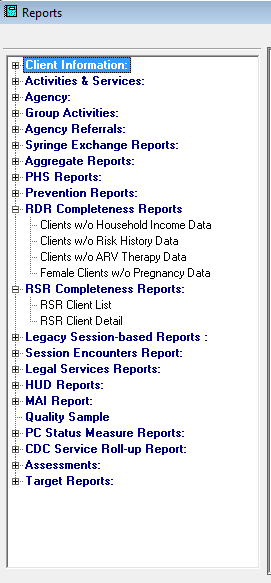 Reports
Client Information:
Activities & Services:
Agency:
Group Activities:
Agency Referrals:
Syringe Exchange Reports:
Aggregate Reports:
PHS Reports:
Prevention Reports:
RDR Completeness Reports
Clients w/o Household Income Data
Clients w/o Risk History Data
Clients w/o ARV Therapy Data
Female Clients w/o Pregnancy Data
RSR Completeness Reports:
RSR Client List
RSR Client Detail
Legacy Session-based Reports :
Session Encounters Report:
Legal Services Reports:
HUD Reports:
MAI Report:
Quality Sample
PC Status Measure Reports:
CDC Service Roll-up Report:
Assessments:
Target Reports: